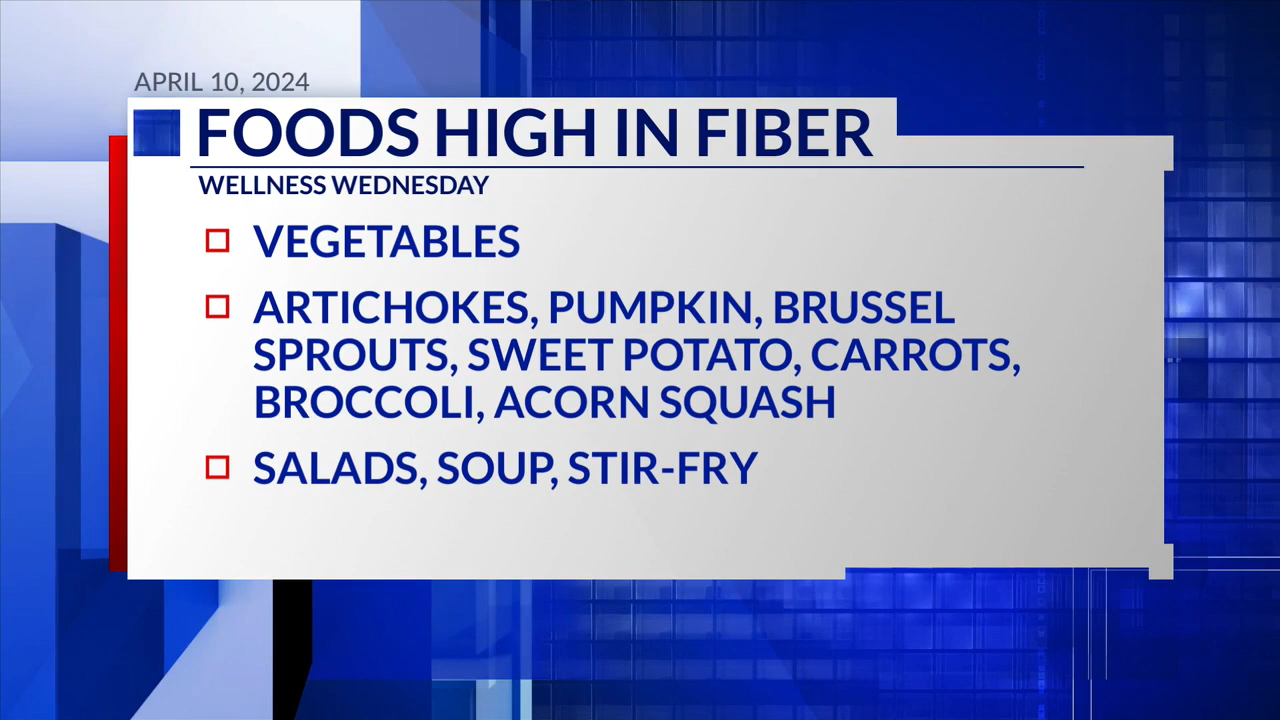 APRIL 10, 2024
FOODS HIGH IN FIBER
WELLNESS WEDNESDAY
VEGETABLES
ARTICHOKES, PUMPKIN, BRUSSEL
SPROUTS, SWEET POTATO, CARROTS,
BROCCOLI, ACORN SQUASH
SALADS, SOUP, STIR-FRY